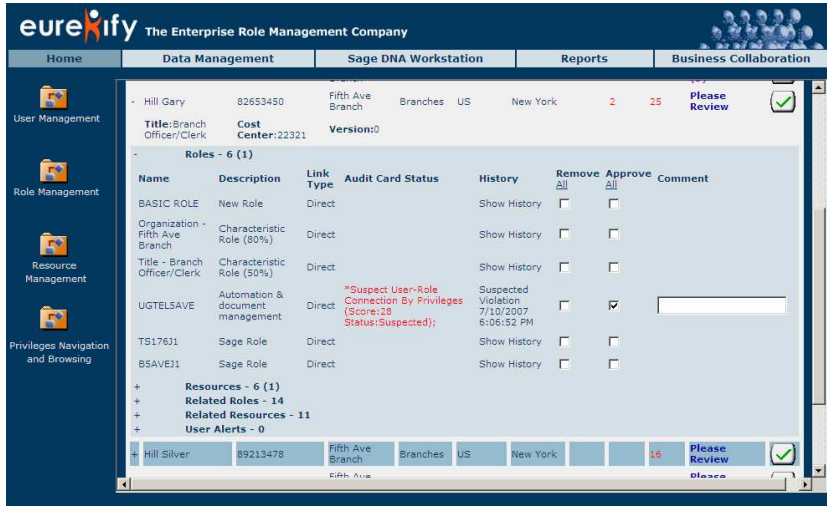 eurekify The Enterprise Role Management Company
Home Data Management Sage DNA Workstation Reports Business Collaboration
User Management
Role Management
Resource
Management
Privileges Navigation
and Browsing
- Hill Gary 82653450 Fifth Ave Branch Branches US New York 2 25 Please Review
Title:Branch Officer/Clerk Cost Center:22321 Version:0
- Roles - 6 (1)
Name Description Link Type Audit Card Status History Remove All Approve All Comment
BASIC ROLE New Role Direct Show History
Organization - Fifth Ave Branch Characteristic Role (80%) Direct Show History
Title - Branch Officer/Clerk Characteristic Role (50%) Direct Show History
UGTEL5AVE Automation & document management Direct *Suspect User-Role Connection By Privileges (Score:28 Status:Suspected); Suspected Violation 7/10/2007 6:06:52 PM
TS176J1 Sage Role Direct Show History
B5AVEJ1 Sage Role Direct Show History
+ Resources - 6 (1)
+ Related Roles - 14
+ Related Resources - 11
+ User Alerts - 0
+ Hill Silver 89213478 Fifth Ave Branch Branches US New York 16 Please Review
Fifth Ave Please